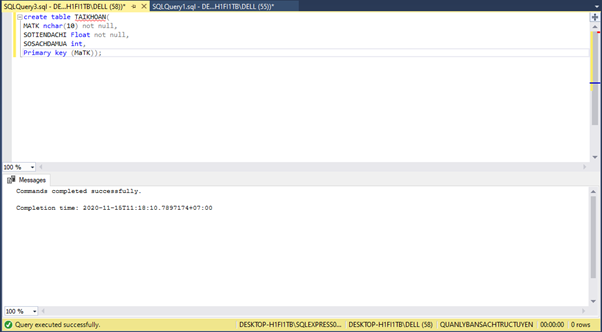 SQLQuery3.sql - DE...H1FI1TB\DELL (58))* SQLQuery1.sql - DE...H1FI1TB\DELL (55))*
create table TAIKHOAN(
MATK nchar(10) not null,
SOTIENDACHI Float not null,
SOSACHDAMUA int,
Primary key (MaTK));
100 %
Messages
Commands completed successfully.
Completion time: 2020-11-15T11:18:10.7897174+07:00
100 %
Query executed successfully. DESKTOP-H1FI1TB\SQLEXPRESS0... DESKTOP-H1FI1TB\DELL (58) QUANLYBANSACHTRUCTUYEN 00:00:00 0 rows